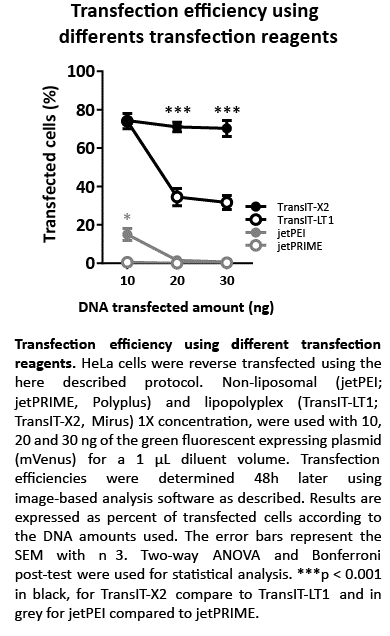 Transfection efficiency using
differents transfection reagents
100
80
60
40
20
0
Transfected cells (%)
***
***
*
TransIT-X2
TransIT-LT1
jetPEI
jetPRIME
10
20
30
DNA transfected amount (ng)
Transfection efficiency using different transfection
reagents. HeLa cells were reverse transfected using the
here described protocol. Non-liposomal (jetPEI;
jetPRIME, Polyplus) and lipopolyplex (TransIT-LT1;
TransIT-X2, Mirus) 1X concentration, were used with 10,
20 and 30 ng of the green fluorescent expressing plasmid
(mVenus) for a 1 µL diluent volume. Transfection
efficiencies were determined 48h later using
image-based analysis software as described. Results are
expressed as percent of transfected cells according to
the DNA amounts used. The error bars represent the
SEM with n 3. Two-way ANOVA and Bonferroni
post-test were used for statistical analysis. ***p < 0.001
in black, for TransIT-X2 compare to TransIT-LT1 and in
grey for jetPEI compared to jetPRIME.